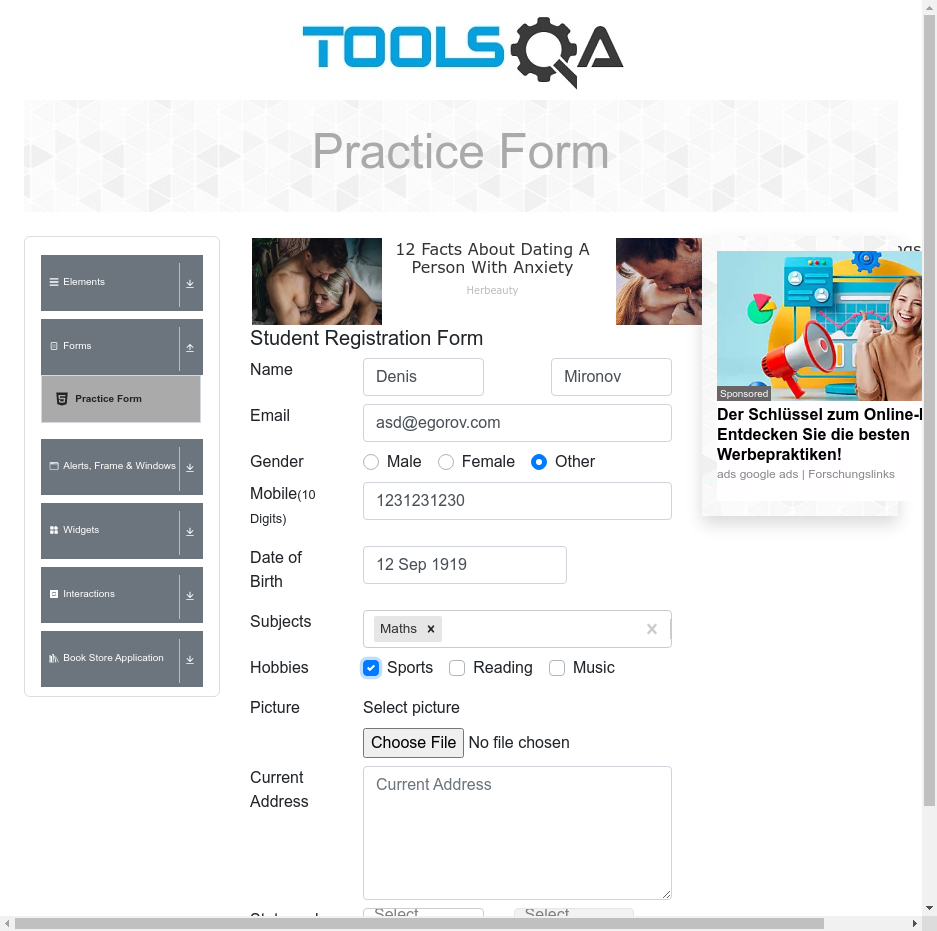 TOOLSQA
Practice Form
Elements
Forms
Practice Form
Alerts, Frame & Windows
Widgets
Interactions
Book Store Application
12 Facts About Dating A
Person With Anxiety
Herbeauty
Sponsored
Der Schlüssel zum Online-
Entdecken Sie die besten
Werbepraktiken!
ads google ads | Forschungslinks
Student Registration Form
Name
Denis
Mironov
Email
asd@egorov.com
Gender
Male
Female
Other
Mobile(10
Digits)
1231231230
Date of
Birth
12 Sep 1919
Subjects
Maths
Hobbies
Sports
Reading
Music
Picture
Select picture
Choose File No file chosen
Current
Address
Current Address
Select
Select